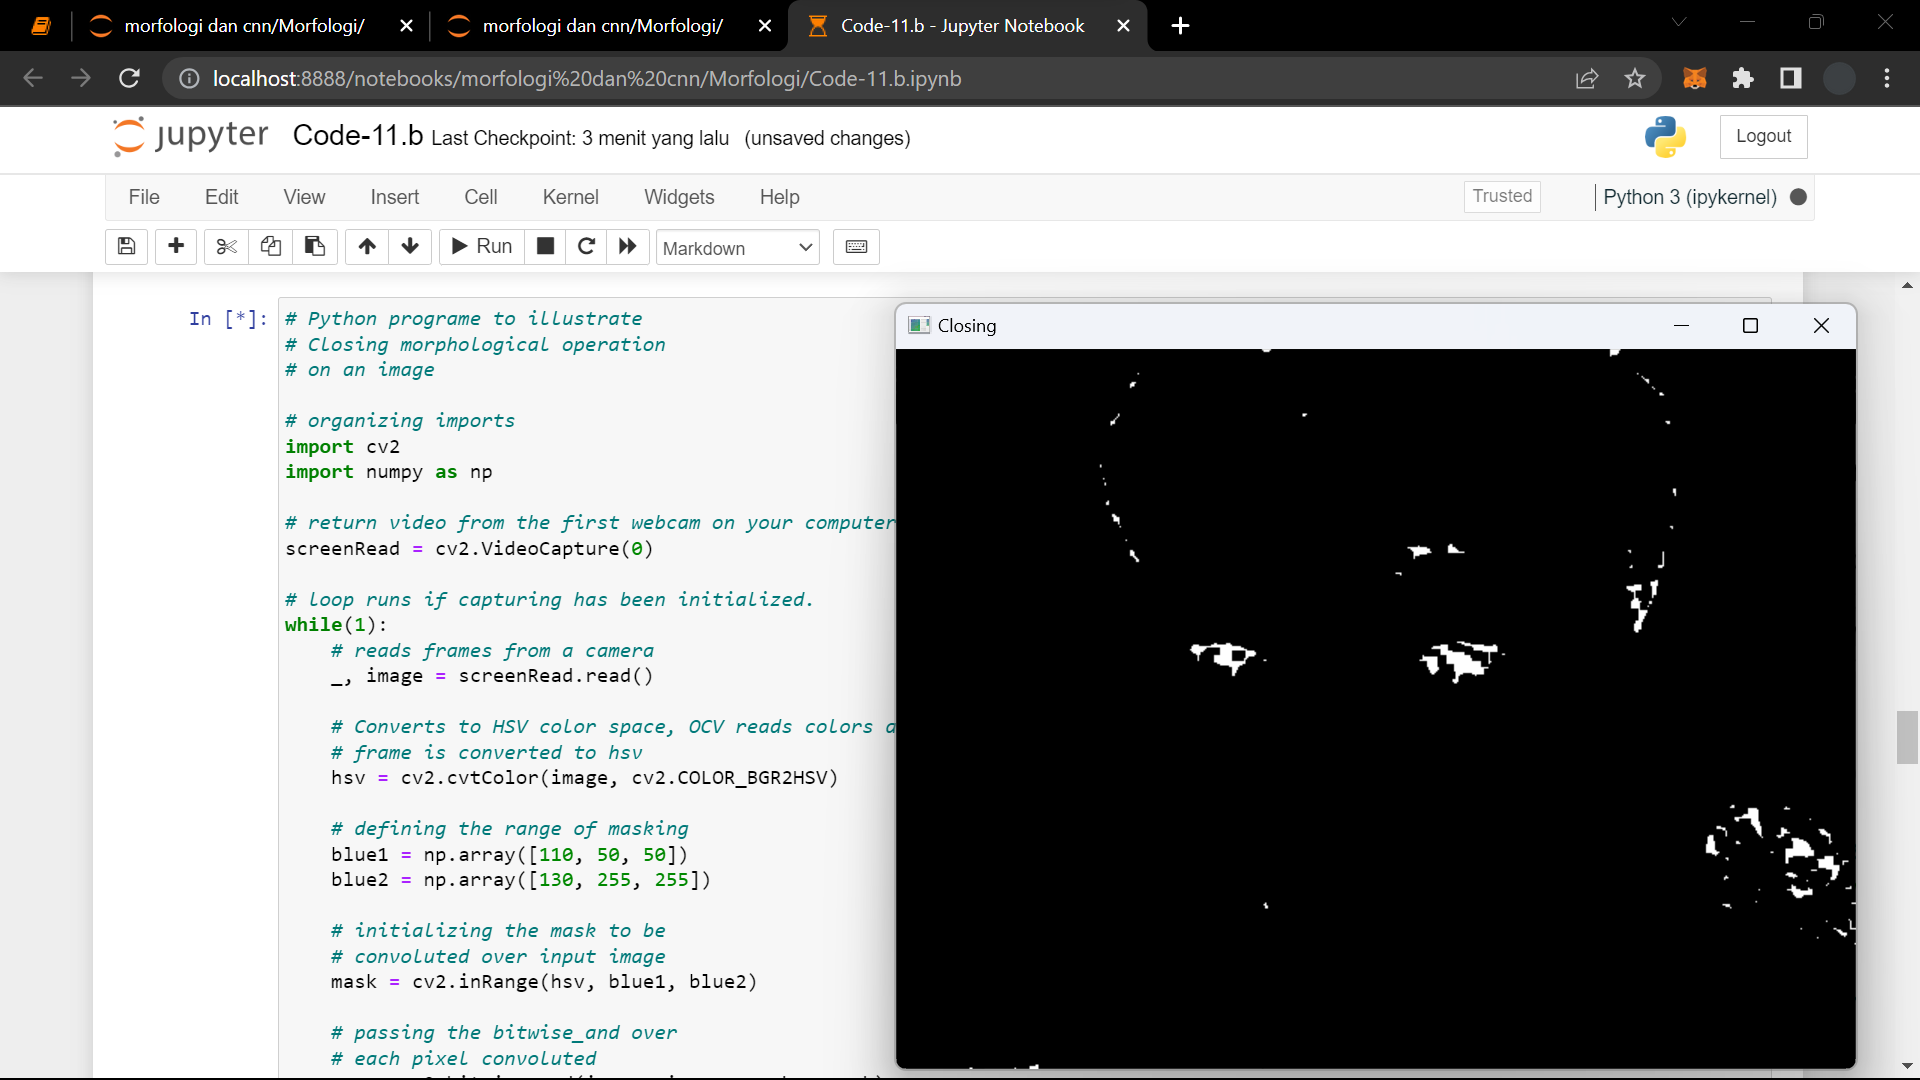 morfologi dan cnn/Morfologi/
morfologi dan cnn/Morfologi/
Code-11.b - Jupyter Notebook
localhost:8888/notebooks/morfologi%20dan%20cnn/Morfologi/Code-11.b.ipynb
jupyter Code-11.b Last Checkpoint: 3 menit yang lalu (unsaved changes)
Logout
File Edit View Insert Cell Kernel Widgets Help
Trusted
Python 3 (ipykernel)
Run
Markdown
In [*]:
# Python programe to illustrate
# Closing morphological operation
# on an image
# organizing imports
import cv2
import numpy as np
# return video from the first webcam on your computer
screenRead = cv2.VideoCapture(0)
# loop runs if capturing has been initialized.
while(1):
# reads frames from a camera
_, image = screenRead.read()
# Converts to HSV color space, OCV reads colors a
# frame is converted to hsv
hsv = cv2.cvtColor(image, cv2.COLOR_BGR2HSV)
# defining the range of masking
blue1 = np.array([110, 50, 50])
blue2 = np.array([130, 255, 255])
# initializing the mask to be
# convoluted over input image
mask = cv2.inRange(hsv, blue1, blue2)
# passing the bitwise_and over
# each pixel convoluted
Closing